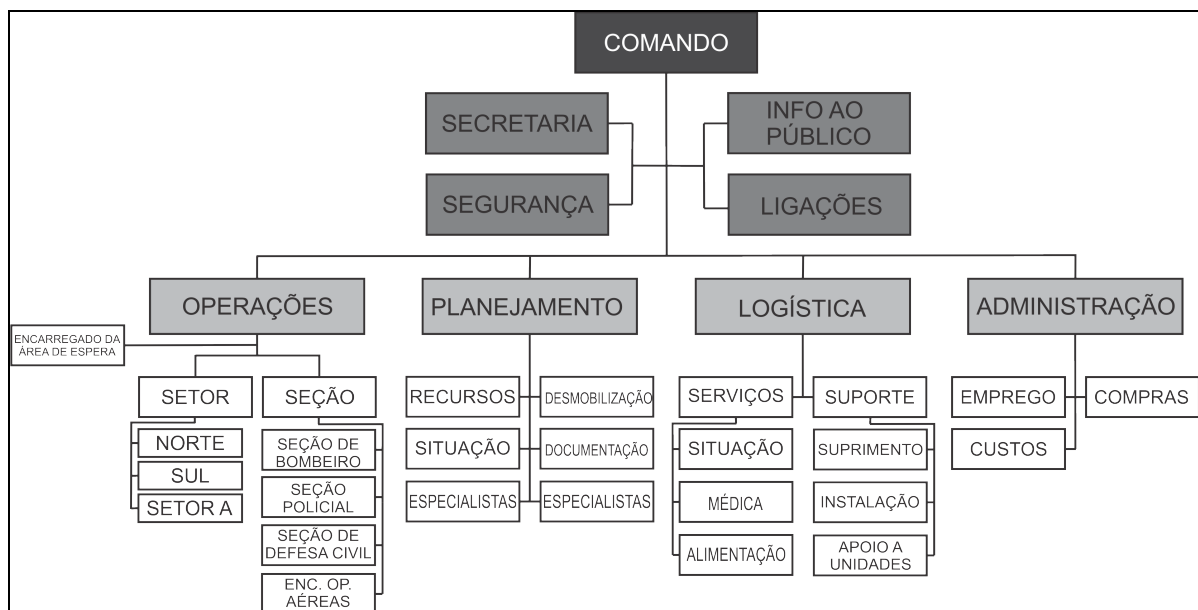 COMANDO
SECRETARIA
INFO AO
PÚBLICO
SEGURANÇA
LIGAÇÕES
OPERAÇÕES
PLANEJAMENTO
LOGÍSTICA
ADMINISTRAÇÃO
ENCARREGADO DA
ÁREA DE ESPERA
SETOR
NORTE
SUL
SETOR A
SEÇÃO
SEÇÃO DE
BOMBEIRO
SEÇÃO
POLICIAL
SEÇÃO DE
DEFESA CIVIL
ENC. OP.
AÉREAS
RECURSOS
DESMOBILIZAÇÃO
SITUAÇÃO
DOCUMENTAÇÃO
ESPECIALISTAS
ESPECIALISTAS
SERVIÇOS
SITUAÇÃO
MÉDICA
ALIMENTAÇÃO
SUPORTE
SUPRIMENTO
INSTALAÇÃO
APOIO A
UNIDADES
EMPREGO
COMPRAS
CUSTOS